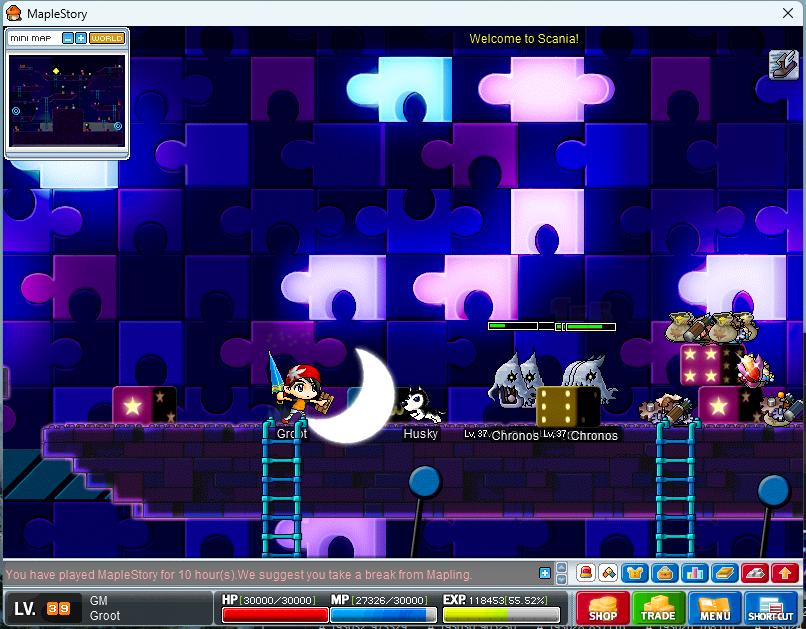 MapleStory
MINI MAP
WORLD
Welcome to Scania!
Groot
Husky
Lv. 37 Chronos
Lv. 37 Chronos
You have played MapleStory for 10 hour(s).We suggest you take a break from Mapling.
LV. 39
GM
Groot
HP [30000/30000]
MP [27326/30000]
EXP 118453[55.52%]
SHOP
TRADE
MENU
SHORTCUT